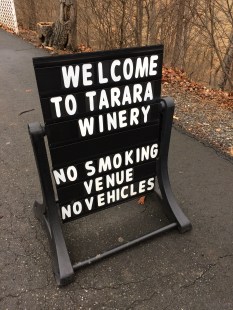 WELCOME
TO TARARA
WINERY
NO SMOKING
VENUE
NO VEHICLES